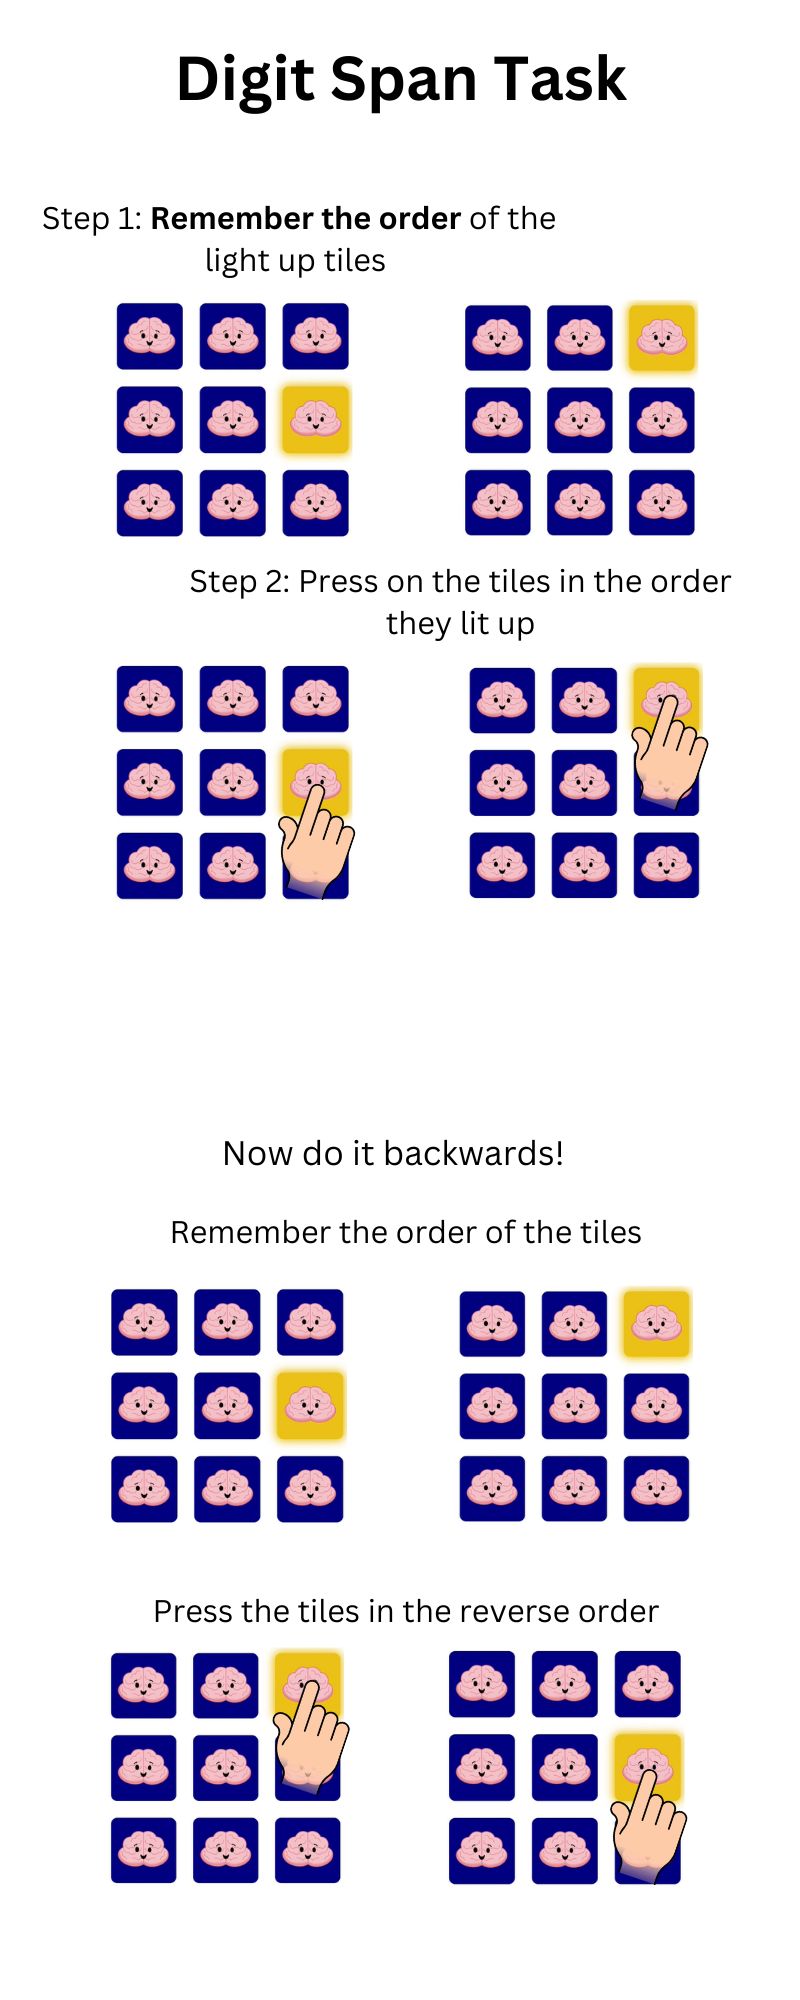 Digit Span Task
Step 1: Remember the order of the
light up tiles
Step 2: Press on the tiles in the order
they lit up
Now do it backwards!
Remember the order of the tiles
Press the tiles in the reverse order